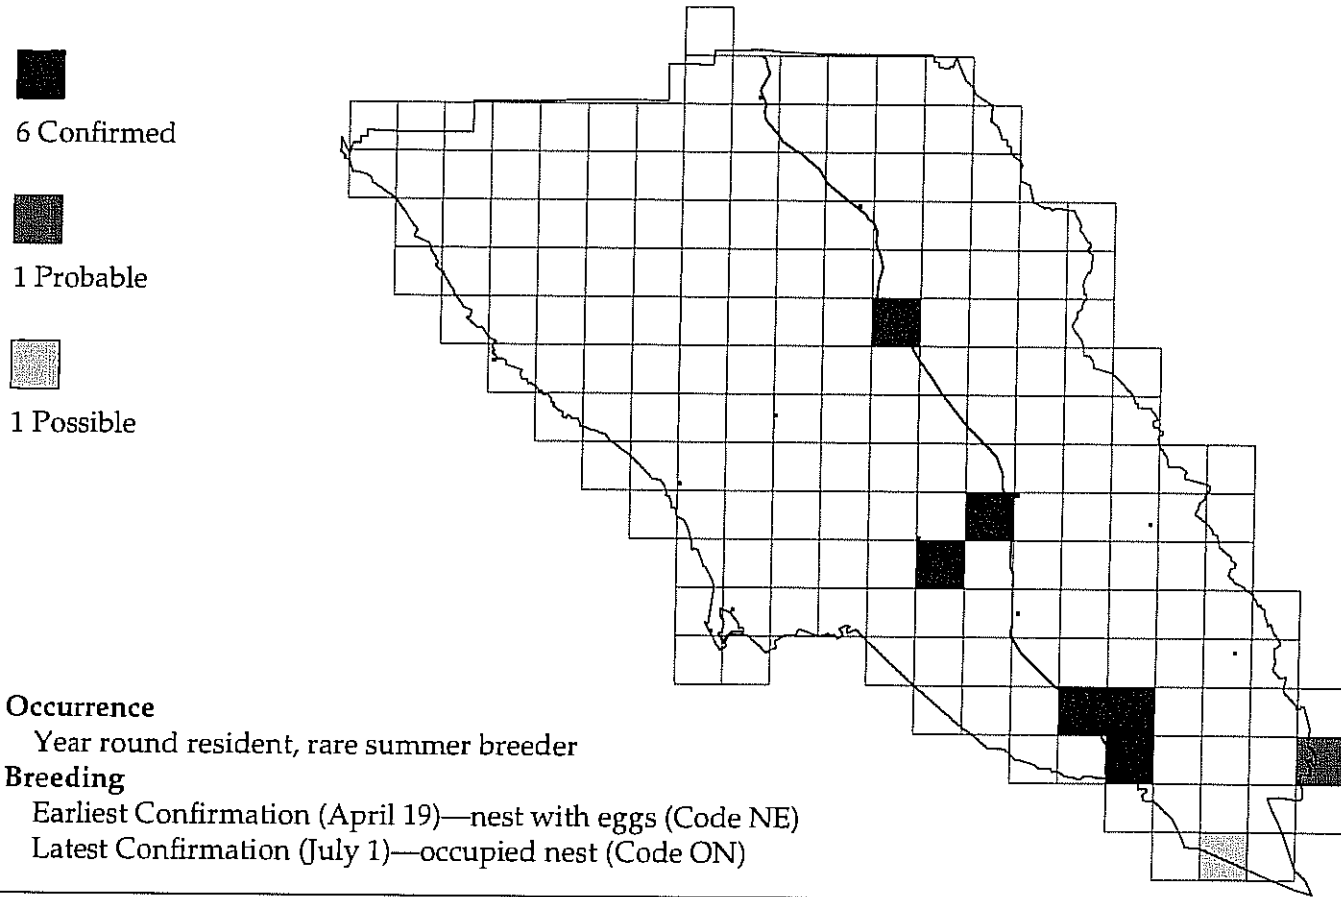 6 Confirmed
1 Probable
1 Possible
Occurrence
Year round resident, rare summer breeder
Breeding
Earliest Confirmation (April 19)—nest with eggs (Code NE)
Latest Confirmation (July 1)—occupied nest (Code ON)